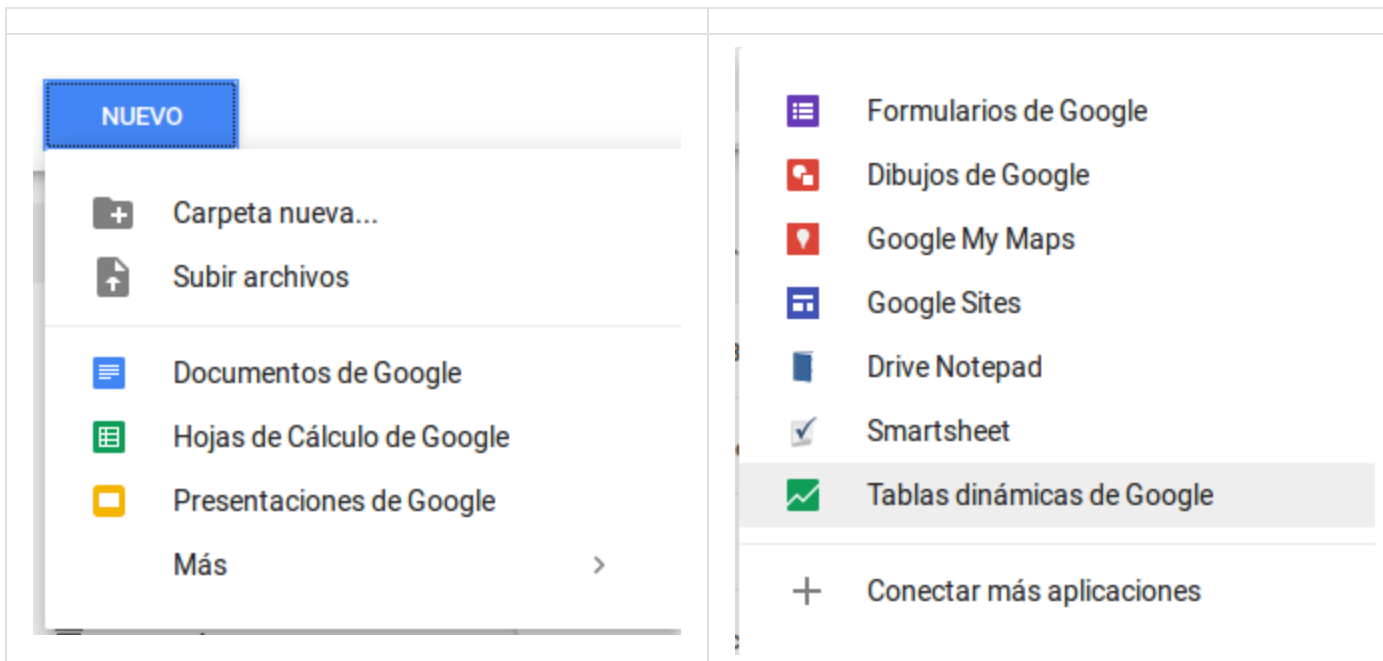 NUEVO
Carpeta nueva...
Subir archivos
Documentos de Google
Hojas de Cálculo de Google
Presentaciones de Google
Más
Formularios de Google
Dibujos de Google
Google My Maps
Google Sites
Drive Notepad
Smartsheet
Tablas dinámicas de Google
Conectar más aplicaciones